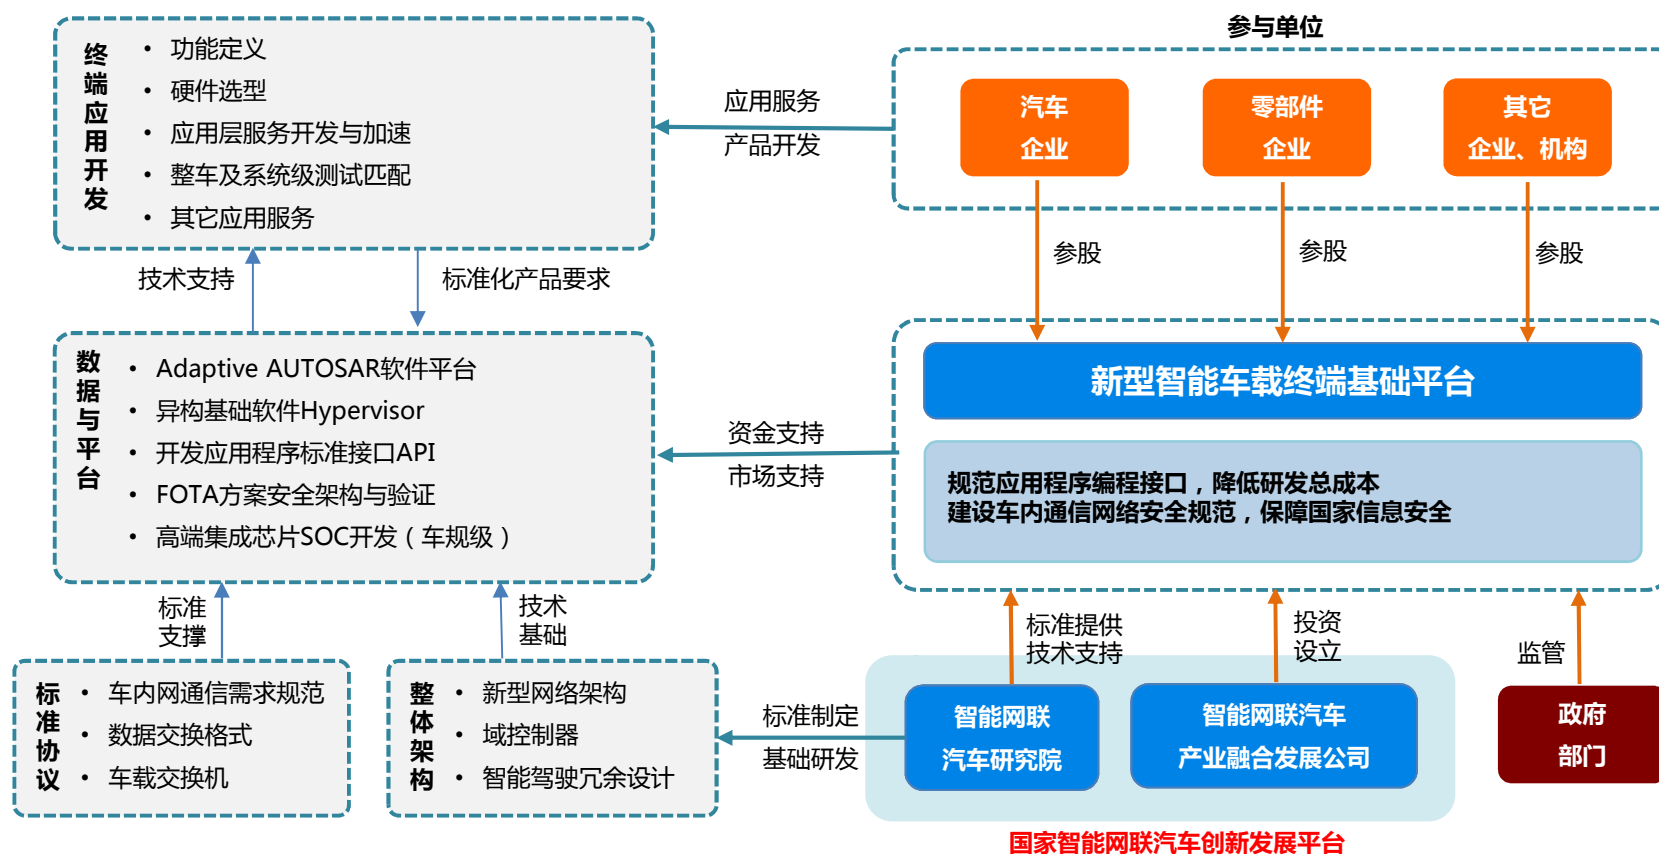 终端应用开发
• 功能定义
• 硬件选型
• 应用层服务开发与加速
• 整车及系统级测试匹配
• 其它应用服务
应用服务
产品开发
参与单位
汽车
企业
零部件
企业
其它
企业、机构
技术支持
标准化产品要求
参股
参股
参股
数据与平台
• Adaptive AUTOSAR软件平台
• 异构基础软件Hypervisor
• 开发应用程序标准接口API
• FOTA方案安全架构与验证
• 高端集成芯片SOC开发（车规级）
资金支持
市场支持
新型智能车载终端基础平台
规范应用程序编程接口，降低研发总成本
建设车内通信网络安全规范，保障国家信息安全
标准
支撑
技术
基础
标准提供
技术支持
投资
设立
监管
标准协议
• 车内网通信需求规范
• 数据交换格式
• 车载交换机
整体架构
• 新型网络架构
• 域控制器
• 智能驾驶冗余设计
标准制定
基础研发
智能网联
汽车研究院
智能网联汽车
产业融合发展公司
政府
部门
国家智能网联汽车创新发展平台